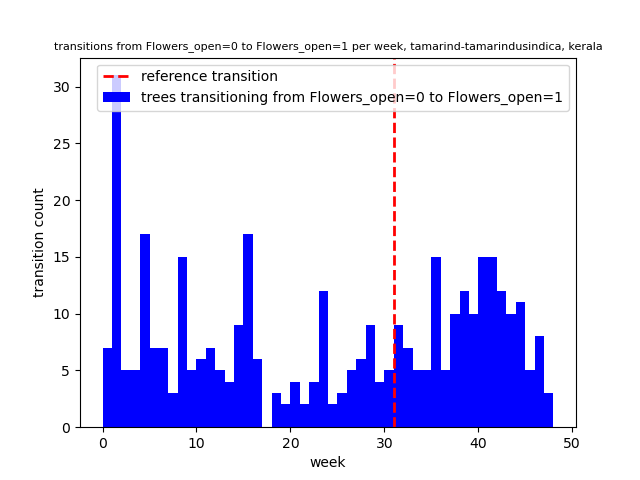 transitions from Flowers_open=0 to Flowers_open=1 per week, tamarind-tamarindusindica, kerala
reference transition
trees transitioning from Flowers_open=0 to Flowers_open=1
30
25
20
15
10
5
0
transition count
0 10 20 30 40 50
week